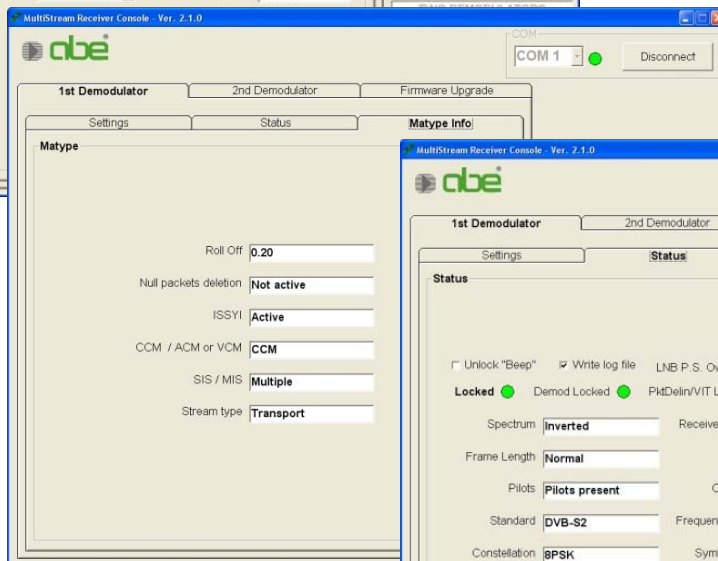 TWO DEMODULATORS
MultiStream Receiver Console - Ver. 2.1.0
abe
COM
COM 1
Disconnect
1st Demodulator
2nd Demodulator
Firmware Upgrade
Settings
Status
Matype Info
Matype
Roll Off 0.20
Null packets deletion Not active
ISSYI Active
CCM / ACM or VCM CCM
SIS / MIS Multiple
Stream type Transport
MultiStream Receiver Console - Ver. 2.1.0
abe
1st Demodulator
2nd Demodulator
Settings
Status
Status
Unlock "Beep"
Write log file
LNB P.S. Ov
Locked
Demod Locked
PktDelin/VIT L
Spectrum Inverted
Receive
Frame Length Normal
Pilots Pilots present
Standard DVB-S2
Frequen
Constellation 8PSK
Sym